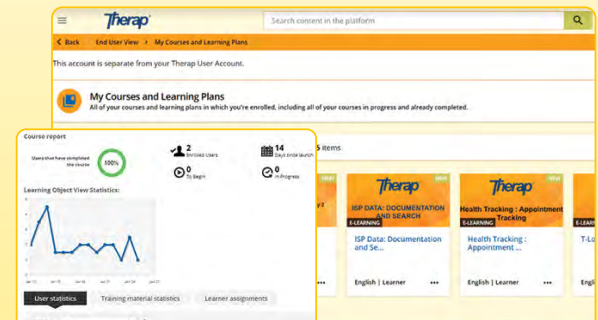 Therap
Search content in the platform
Back End User View > My Courses and Learning Plans
This account is separate from your Therap User Account.
My Courses and Learning Plans
All of your courses and learning plans in which you're enrolled, including all of your courses in progress and already completed.
Course report
Users that have completed
the course
100%
2
Enrolled Users
14
Days since launch
0
To Begin
0
In Progress
Learning Object View Statistics:
User statistics
Training material statistics
Learner assignments
items
Therap
ISP DATA: DOCUMENTATION
AND SEARCH
E-LEARNING
ISP Data: Documentation
and Se...
English | Learner
Therap
Health Tracking : Appointment
Tracking
E-LEARNING
Health Tracking :
Appointment ...
English | Learner
T-Lo